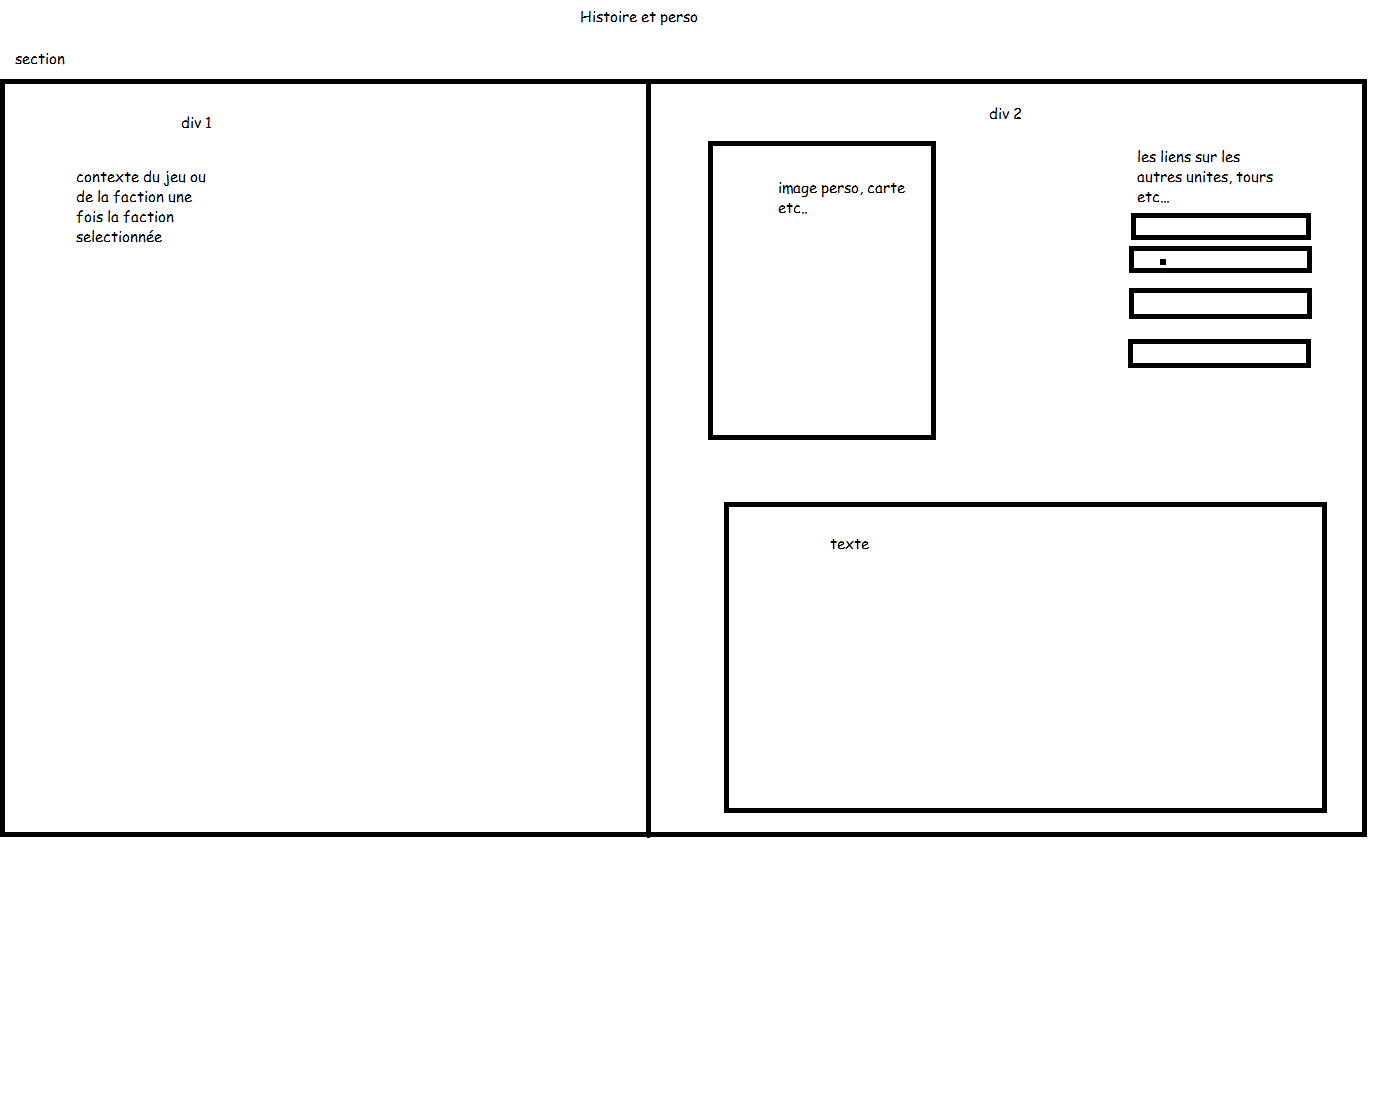 Histoire et perso
section
div 1
contexte du jeu ou
de la faction une
fois la faction
selectionnée
div 2
image perso, carte
etc..
les liens sur les
autres unites, tours
etc...
texte